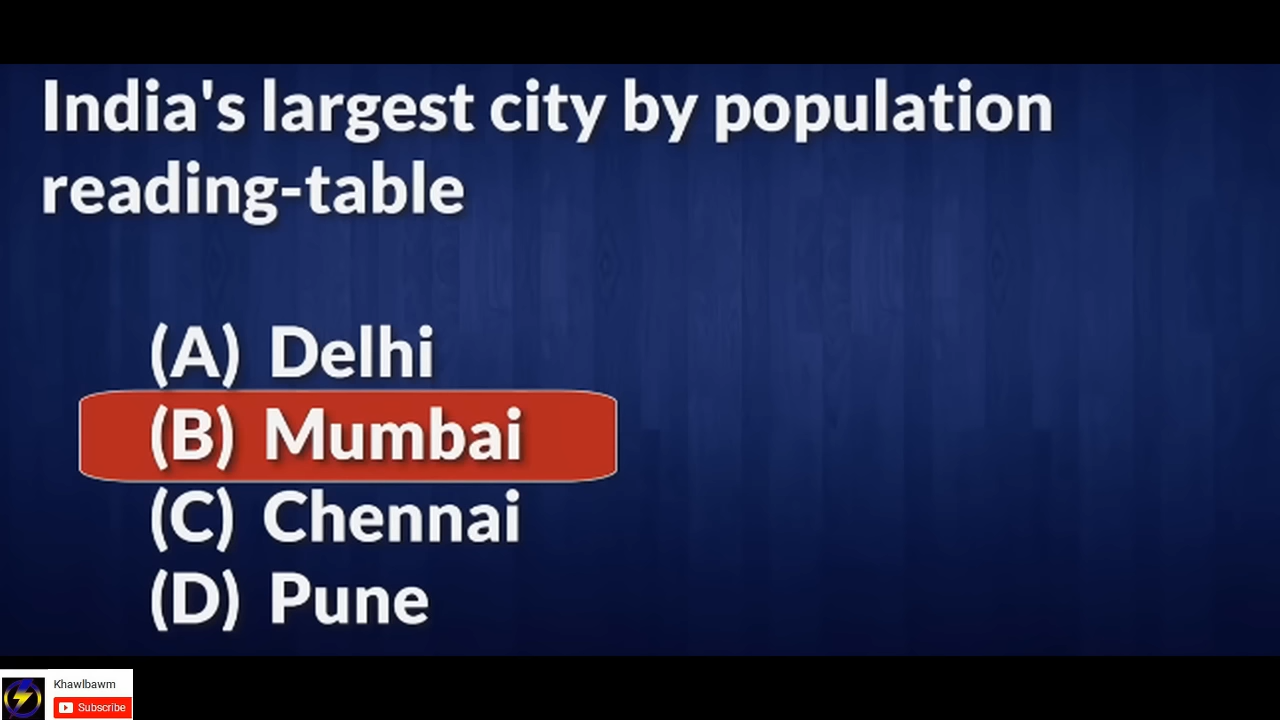 India's largest city by population
reading-table
(A) Delhi
(B) Mumbai
(C) Chennai
(D) Pune
Khawlbawm
Subscribe